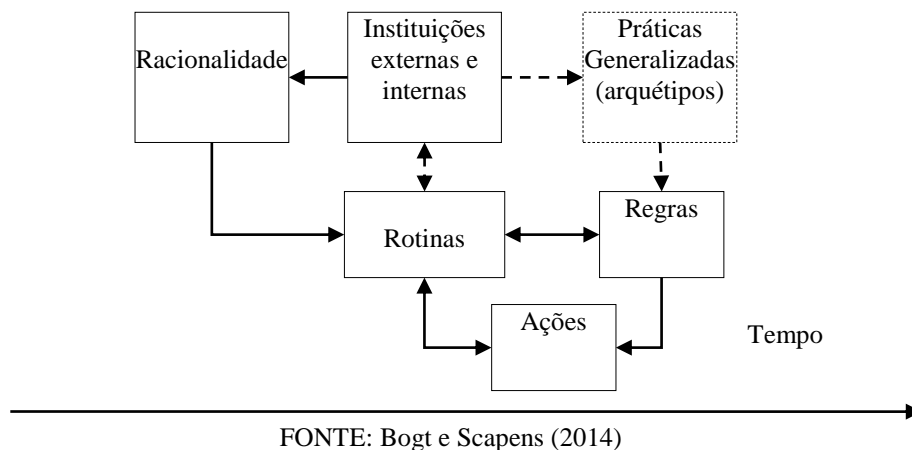 Racionalidade
Instituições
externas e
internas
Práticas
Generalizadas
(arquétipos)
Rotinas
Regras
Ações
Tempo
FONTE: Bogt e Scapens (2014)